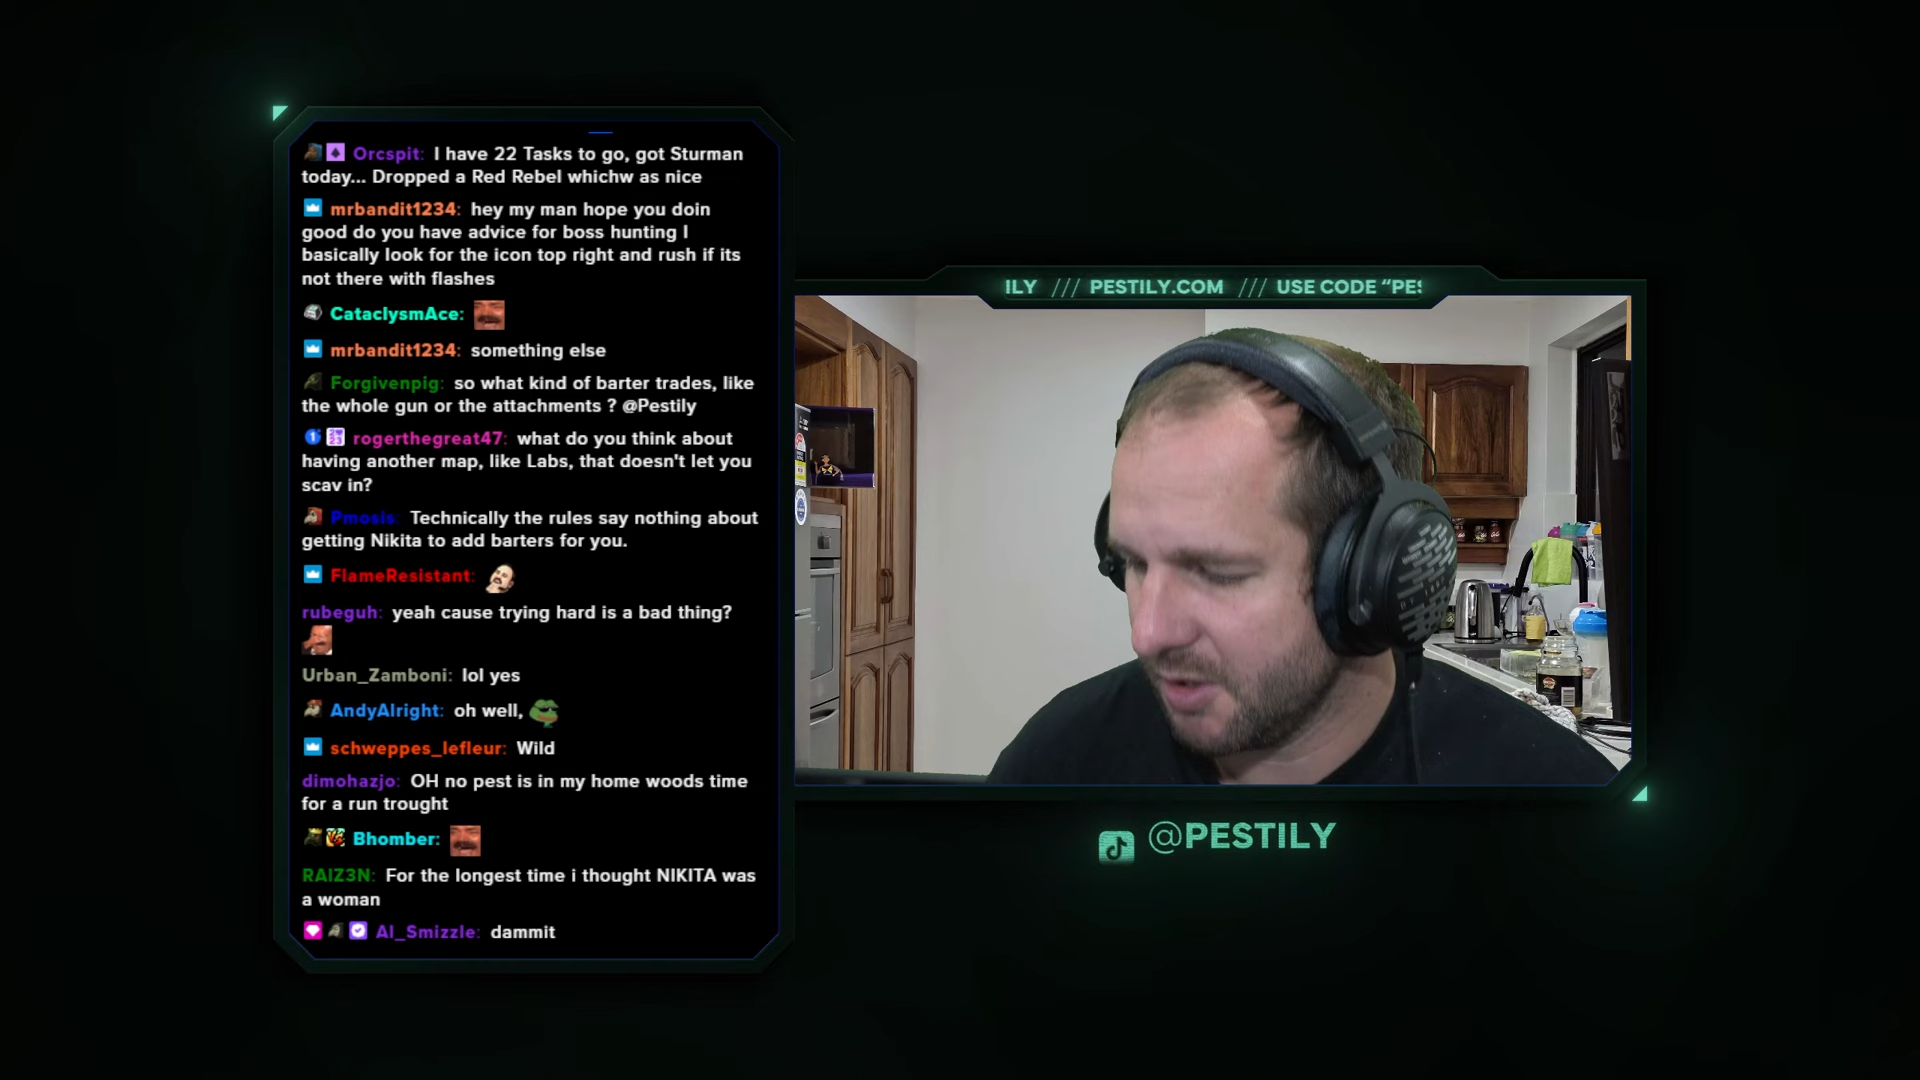 Orcspit: I have 22 Tasks to go, got Sturman
today... Dropped a Red Rebel whichw as nice
mrbandit1234: hey my man hope you doin
good do you have advice for boss hunting I
basically look for the icon top right and rush if its
not there with flashes
CataclysmAce:
mrbandit1234: something else
Forgivenpig: so what kind of barter trades, like
the whole gun or the attachments ? @Pestily
rogerthegreat47: what do you think about
having another map, like Labs, that doesn't let you
scav in?
Pmosis: Technically the rules say nothing about
getting Nikita to add barters for you.
FlameResistant:
rubeguh: yeah cause trying hard is a bad thing?
Urban_Zamboni: lol yes
AndyAlright: oh well,
schweppes_lefleur: Wild
dimohazjo: OH no pest is in my home woods time
for a run trought
Bhomber:
RAIZ3N: For the longest time i thought NIKITA was
a woman
Al_Smizzle: dammit
ILY /// PESTILY.COM /// USE CODE “PES
@PESTILY